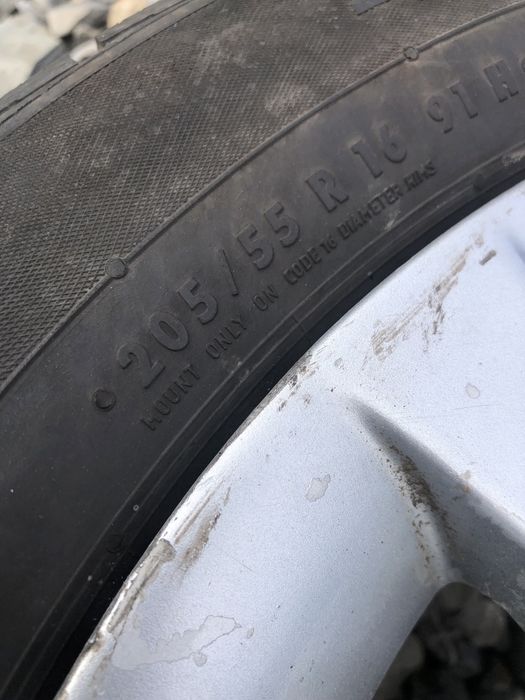 205/55 R 16 91 H
MOUNT ONLY ON CODE 16 DIAMETER RIMS